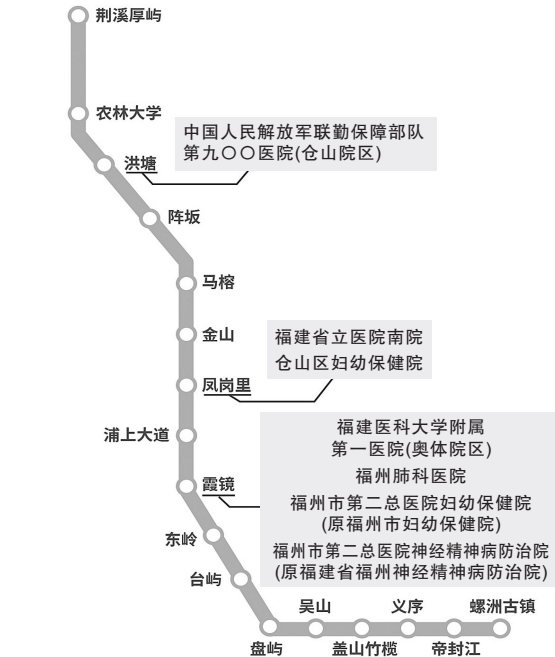 荆溪厚屿
农林大学
中国人民解放军联勤保障部队
第九〇〇医院(仓山院区)
洪塘
阵坂
马榕
金山
福建省立医院南院
仓山区妇幼保健院
凤岗里
福建医科大学附属
第一医院(奥体院区)
福州肺科医院
福州市第二总医院妇幼保健院
(原福州市妇幼保健院)
福州市第二总医院神经精神病防治院
(原福建省福州神经精神病防治院)
浦上大道
霞镜
东岭
台屿
吴山
义序
螺洲古镇
盘屿
盖山竹榄
帝封江